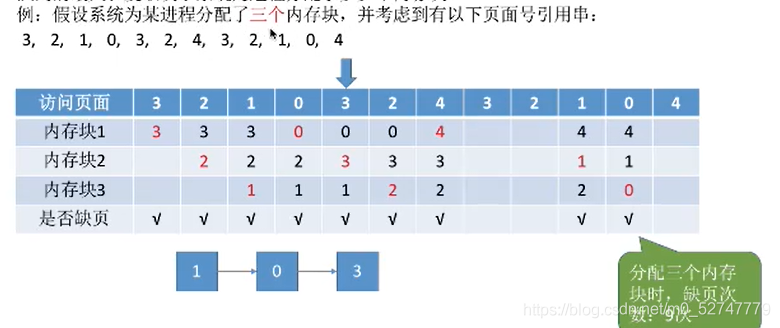 例：假设系统为某进程分配了三个内存块，并考虑到有以下页面号引用串：
3，2，1，0，3，2，4，3，2，1，0，4
访问页面 3 2 1 0 3 2 4 3 2 1 0 4
内存块1 3 3 3 0 0 0 4 4 4
内存块2 2 2 2 3 3 3 1 1
内存块3 1 1 1 2 2 2 0
是否缺页 √ √ √ √ √ √ √ √ √
1 0 3
分配三个内存
块时，缺页次
数：9次
https://blog.csdn.net/m0_52747779